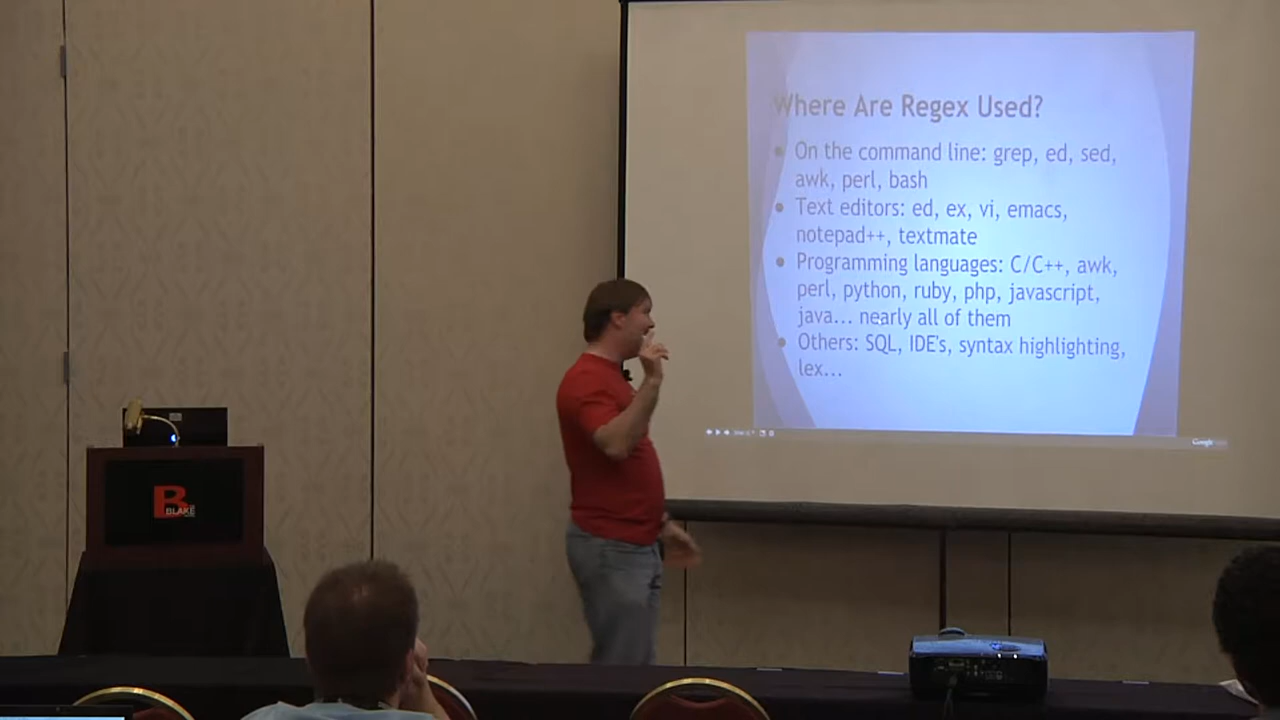 Where Are Regex Used?
On the command line: grep, ed, sed,
awk, perl, bash
Text editors: ed, ex, vi, emacs,
notepad++, textmate
Programming languages: C/C++, awk,
perl, python, ruby, php, javascript,
java... nearly all of them
Others: SQL, IDE's, syntax highlighting,
lex...
Google
B
BLAKE